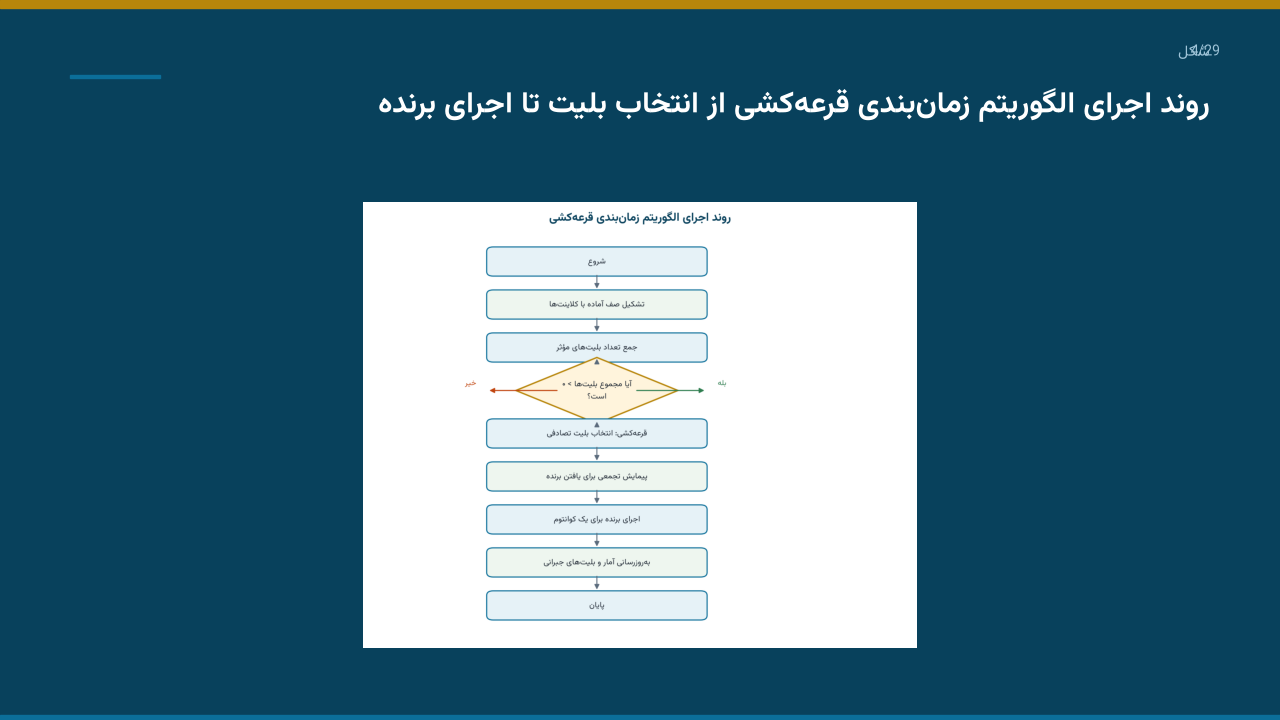 شکل
4/29
روند اجرای الگوریتم زمان‌بندی قرعه‌کشی از انتخاب بلیت تا اجرای برنده
روند اجرای الگوریتم زمان‌بندی قرعه‌کشی
شروع
تشکیل صف آماده با کلاینت‌ها
جمع تعداد بلیت‌های مؤثر
آیا مجموع بلیت‌ها > ۰
است؟
بله
خیر
قرعه‌کشی: انتخاب بلیت تصادفی
پیمایش تجمعی برای یافتن برنده
اجرای برنده برای یک کوانتوم
به‌روزرسانی آمار و بلیت‌های جبرانی
پایان